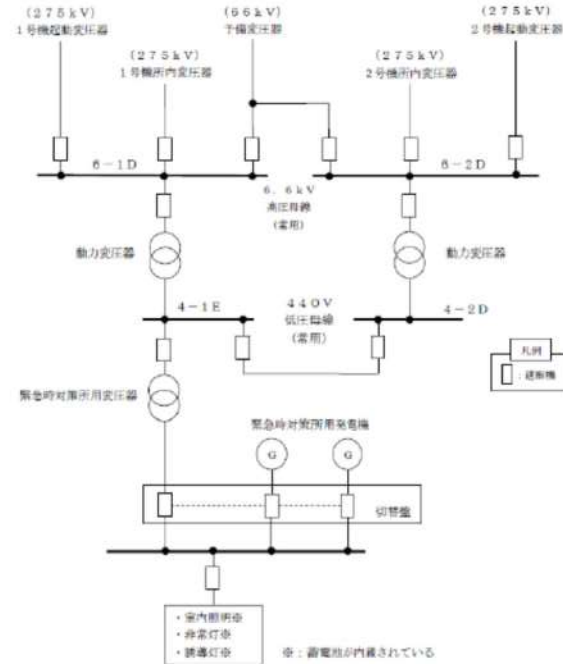 (275kV)
1号機起動変圧器
(275kV)
1号機所内変圧器
(66kV)
予備変圧器
(275kV)
2号機所内変圧器
(275kV)
2号機起動変圧器
6-1D
6-2D
6.6kV
高圧母線
(常用)
動力変圧器
動力変圧器
4-1E
440V
低圧母線
(常用)
4-2D
凡例
:遮断機
緊急時対策所用変圧器
緊急時対策所用発電機
G
G
切替盤
・室内照明※
・非常灯※
・誘導灯※
※:蓄電池が内蔵されている